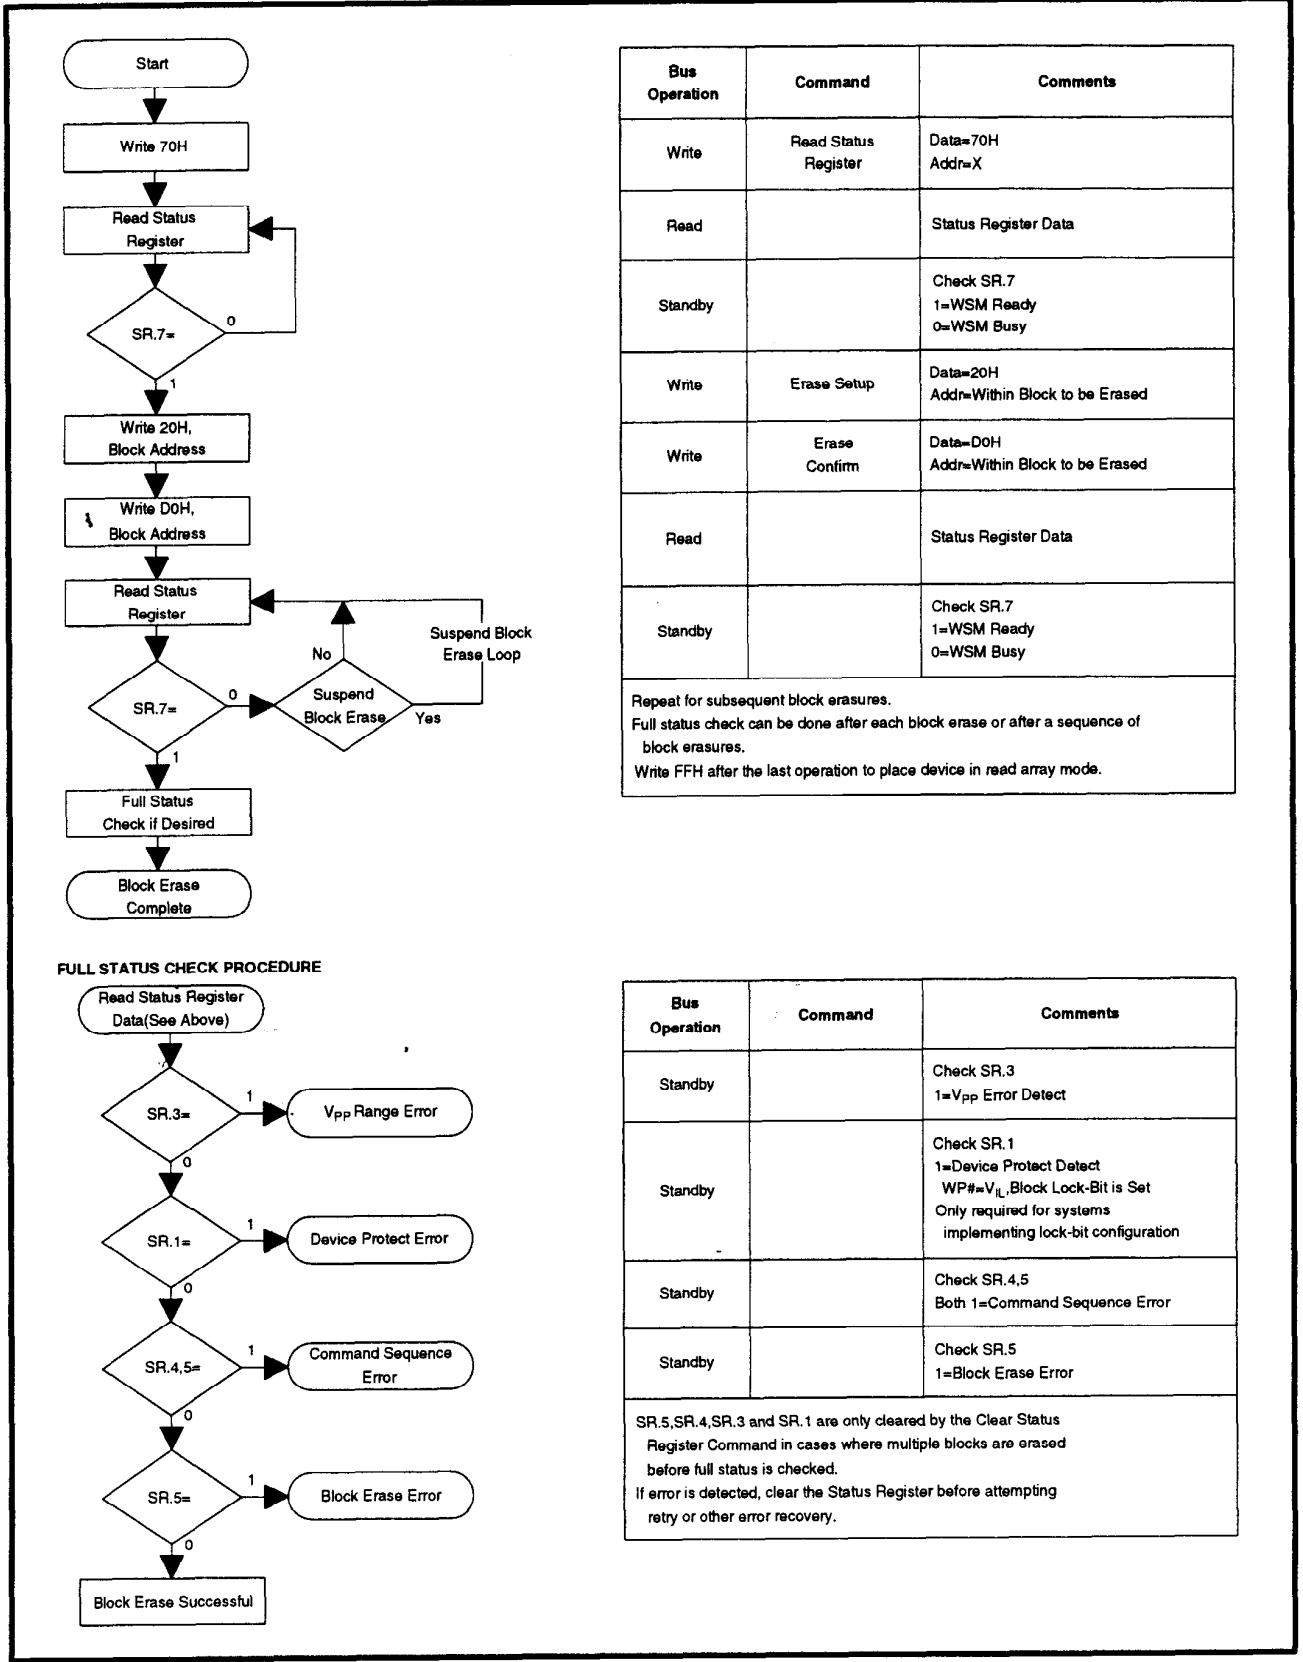 Start
Write 70H
Read Status
Register
SR.7=
0
1
Write 20H,
Block Address
Write D0H,
Block Address
Read Status
Register
SR.7=
0
1
No
Suspend
Block Erase
Yes
Suspend Block
Erase Loop
Full Status
Check if Desired
Block Erase
Complete
Bus
Operation
Command
Comments
Write
Read Status
Register
Data=70H
Addr=X
Read
Status Register Data
Standby
Check SR.7
1=WSM Ready
0=WSM Busy
Write
Erase Setup
Data=20H
Addr=Within Block to be Erased
Write
Erase
Confirm
Data=D0H
Addr=Within Block to be Erased
Read
Status Register Data
Standby
Check SR.7
1=WSM Ready
0=WSM Busy
Repeat for subsequent block erasures.
Full status check can be done after each block erase or after a sequence of
block erasures.
Write FFH after the last operation to place device in read array mode.
FULL STATUS CHECK PROCEDURE
Read Status Register
Data(See Above)
SR.3=
1
VPP Range Error
0
SR.1=
1
Device Protect Error
0
SR.4,5=
1
Command Sequence
Error
0
SR.5=
1
Block Erase Error
0
Block Erase Successful
Bus
Operation
Command
Comments
Standby
Check SR.3
1=VPP Error Detect
Standby
Check SR.1
1=Device Protect Detect
WP#=VIL,Block Lock-Bit is Set
Only required for systems
implementing lock-bit configuration
Standby
Check SR.4,5
Both 1=Command Sequence Error
Standby
Check SR.5
1=Block Erase Error
SR.5,SR.4,SR.3 and SR.1 are only cleared by the Clear Status
Register Command in cases where multiple blocks are erased
before full status is checked.
If error is detected, clear the Status Register before attempting
retry or other error recovery.